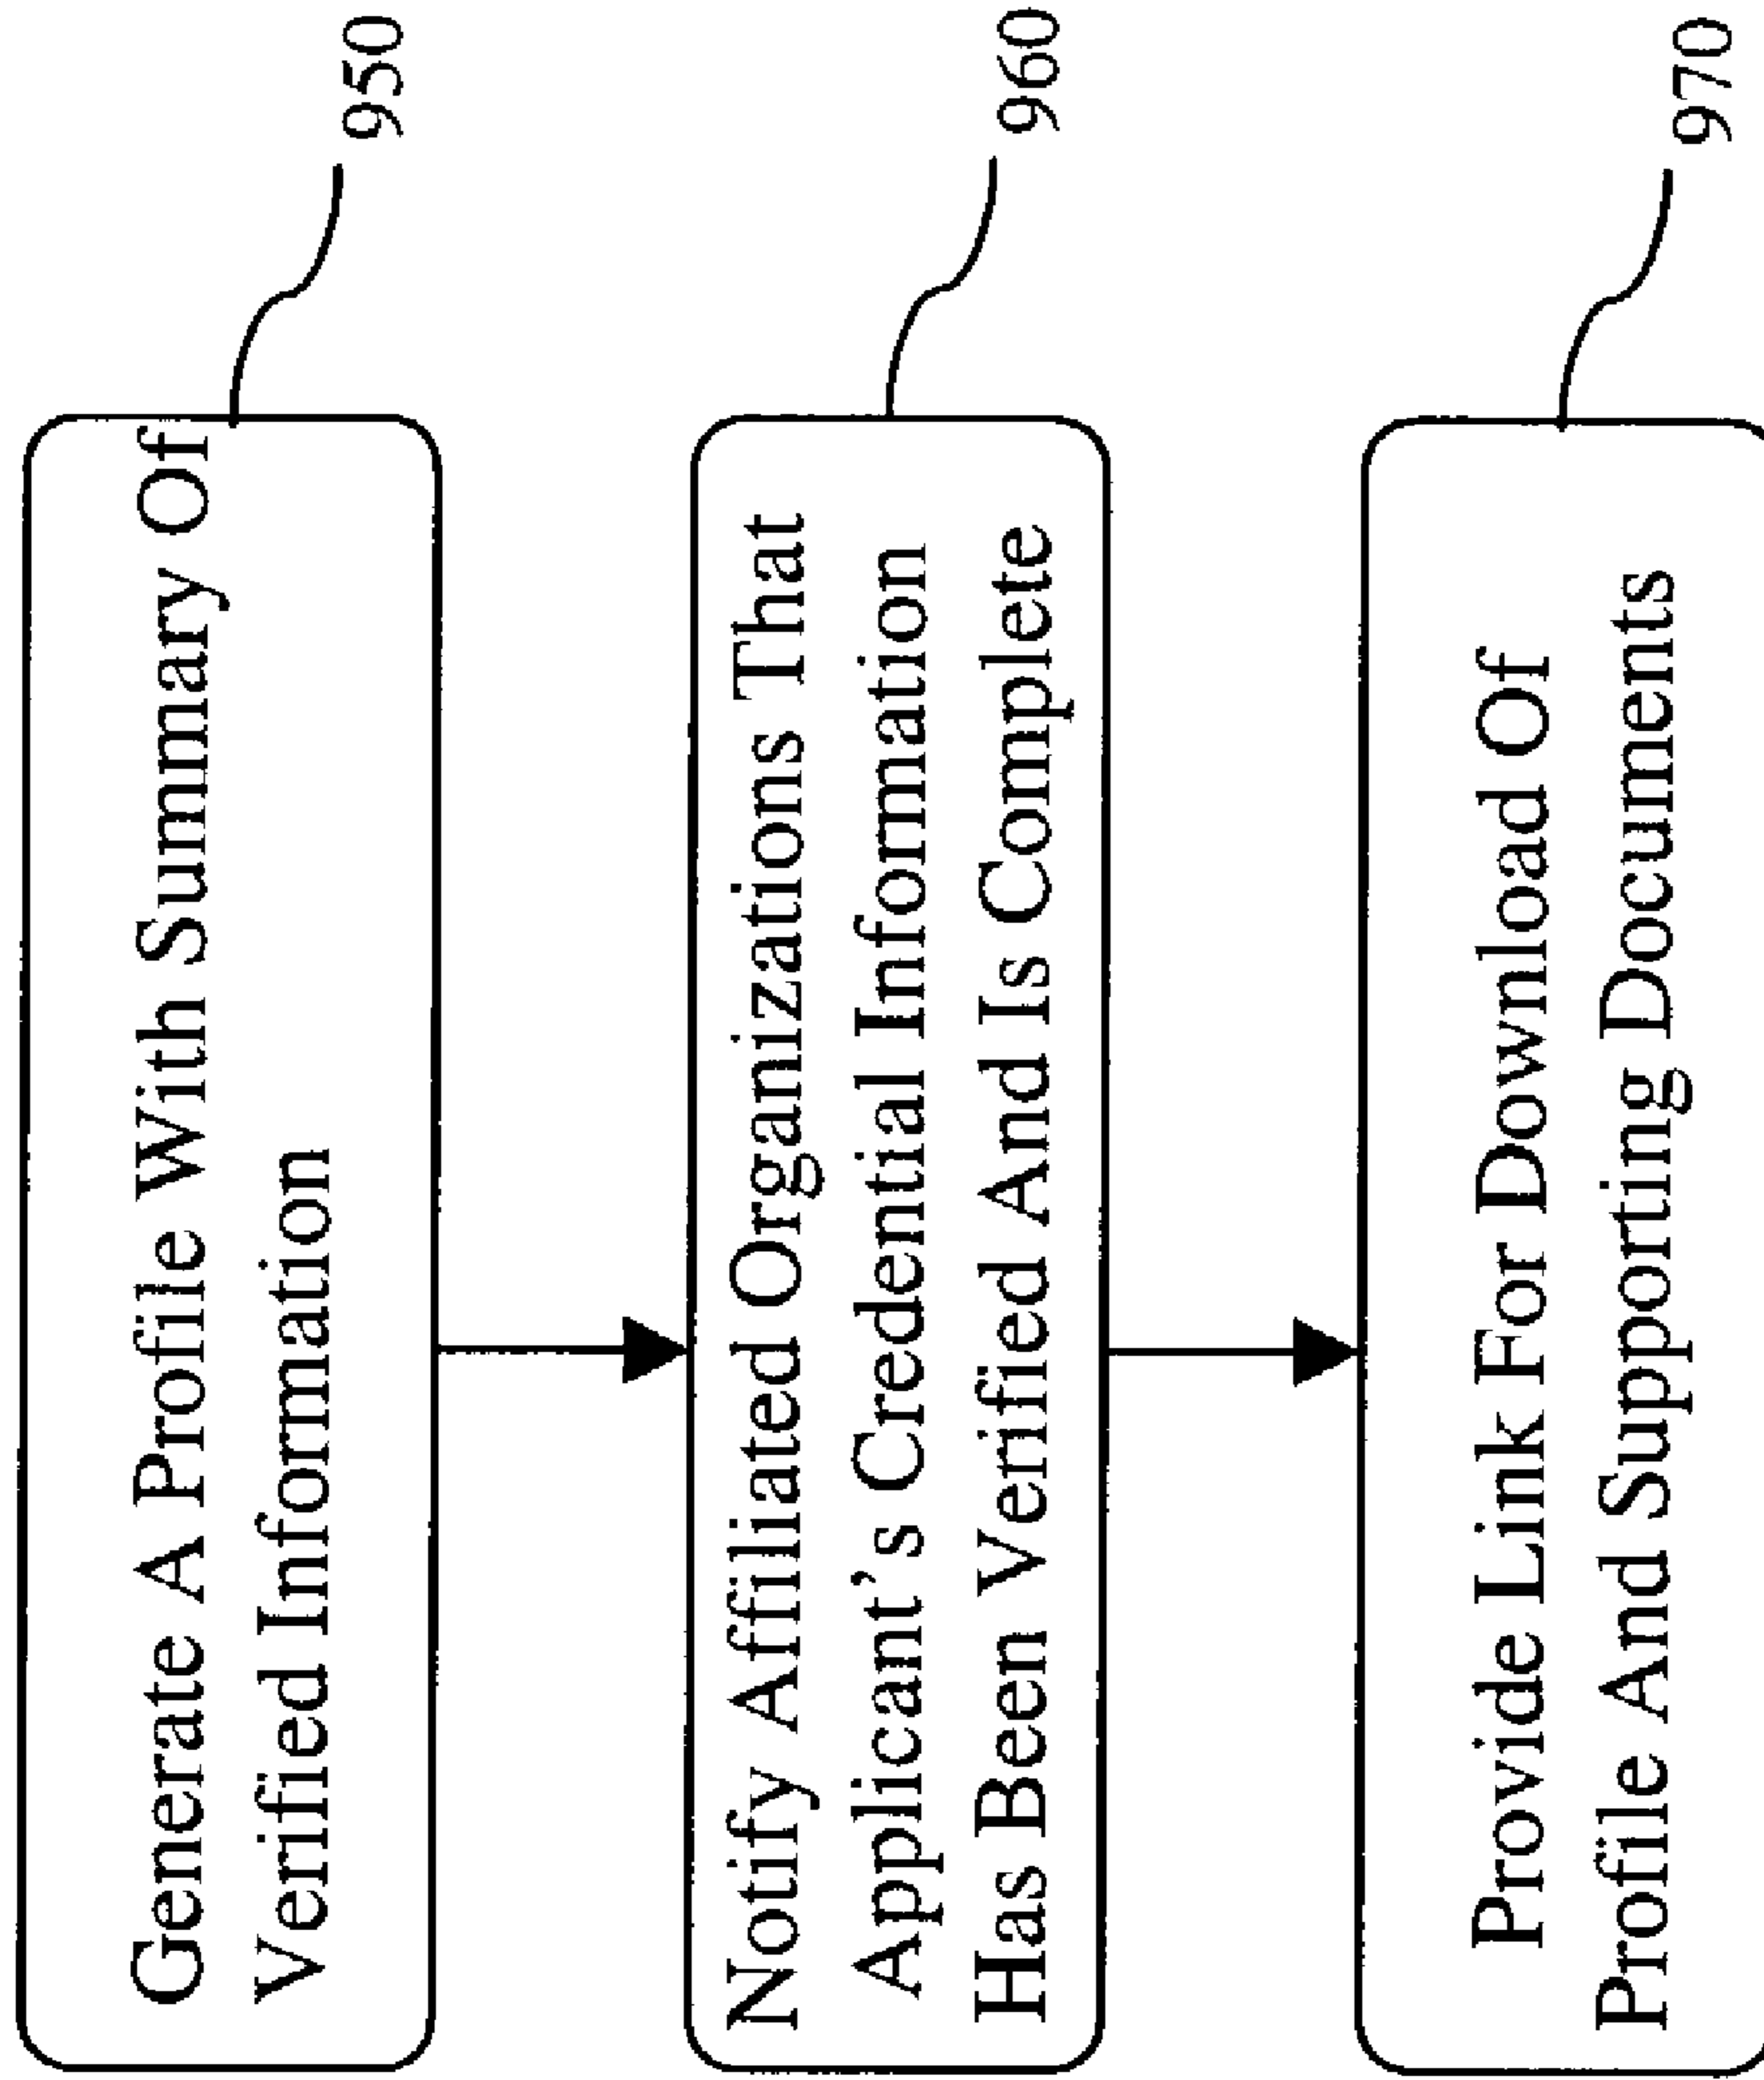 Generate A Profile With Summary Of
Verified Information
950
Notify Affiliated Organizations That
Applicant's Credential Information
Has Been Verified And Is Complete
960
Provide Link For Download Of
Profile And Supporting Documents
970